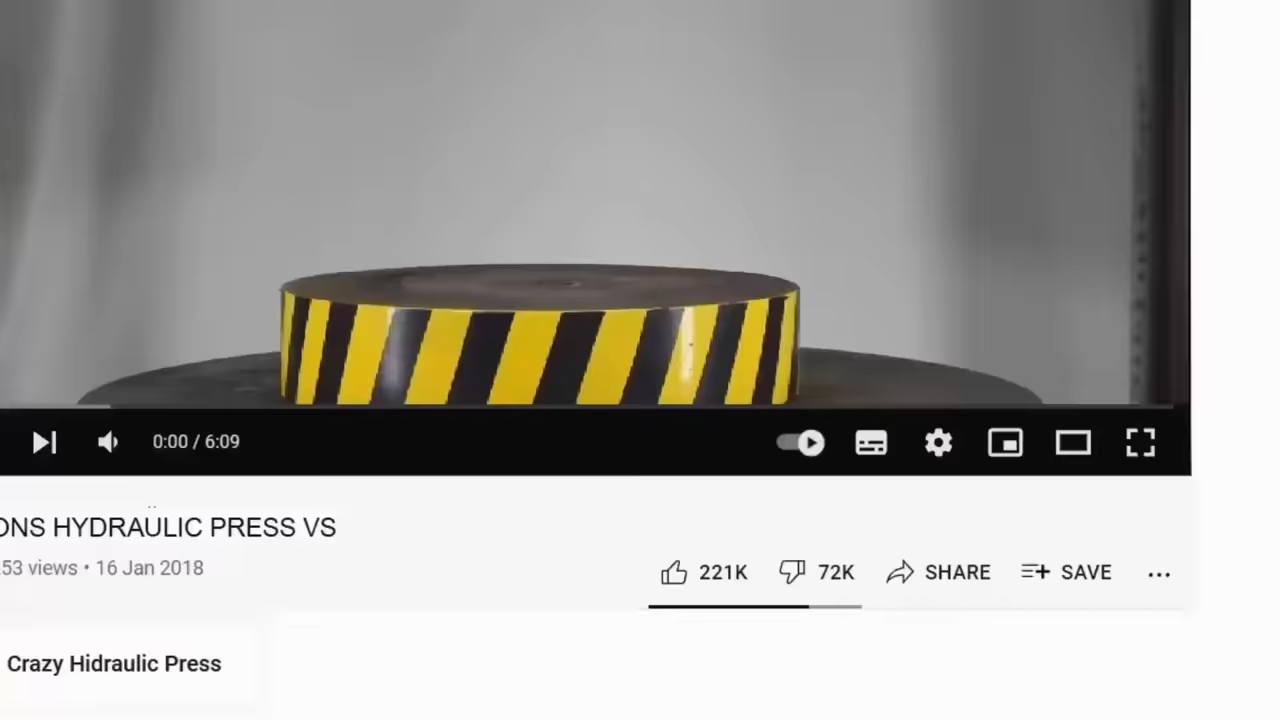 0:00 / 6:09
ONS HYDRAULIC PRESS VS
53 views • 16 Jan 2018
221K 72K SHARE SAVE
Crazy Hidraulic Press